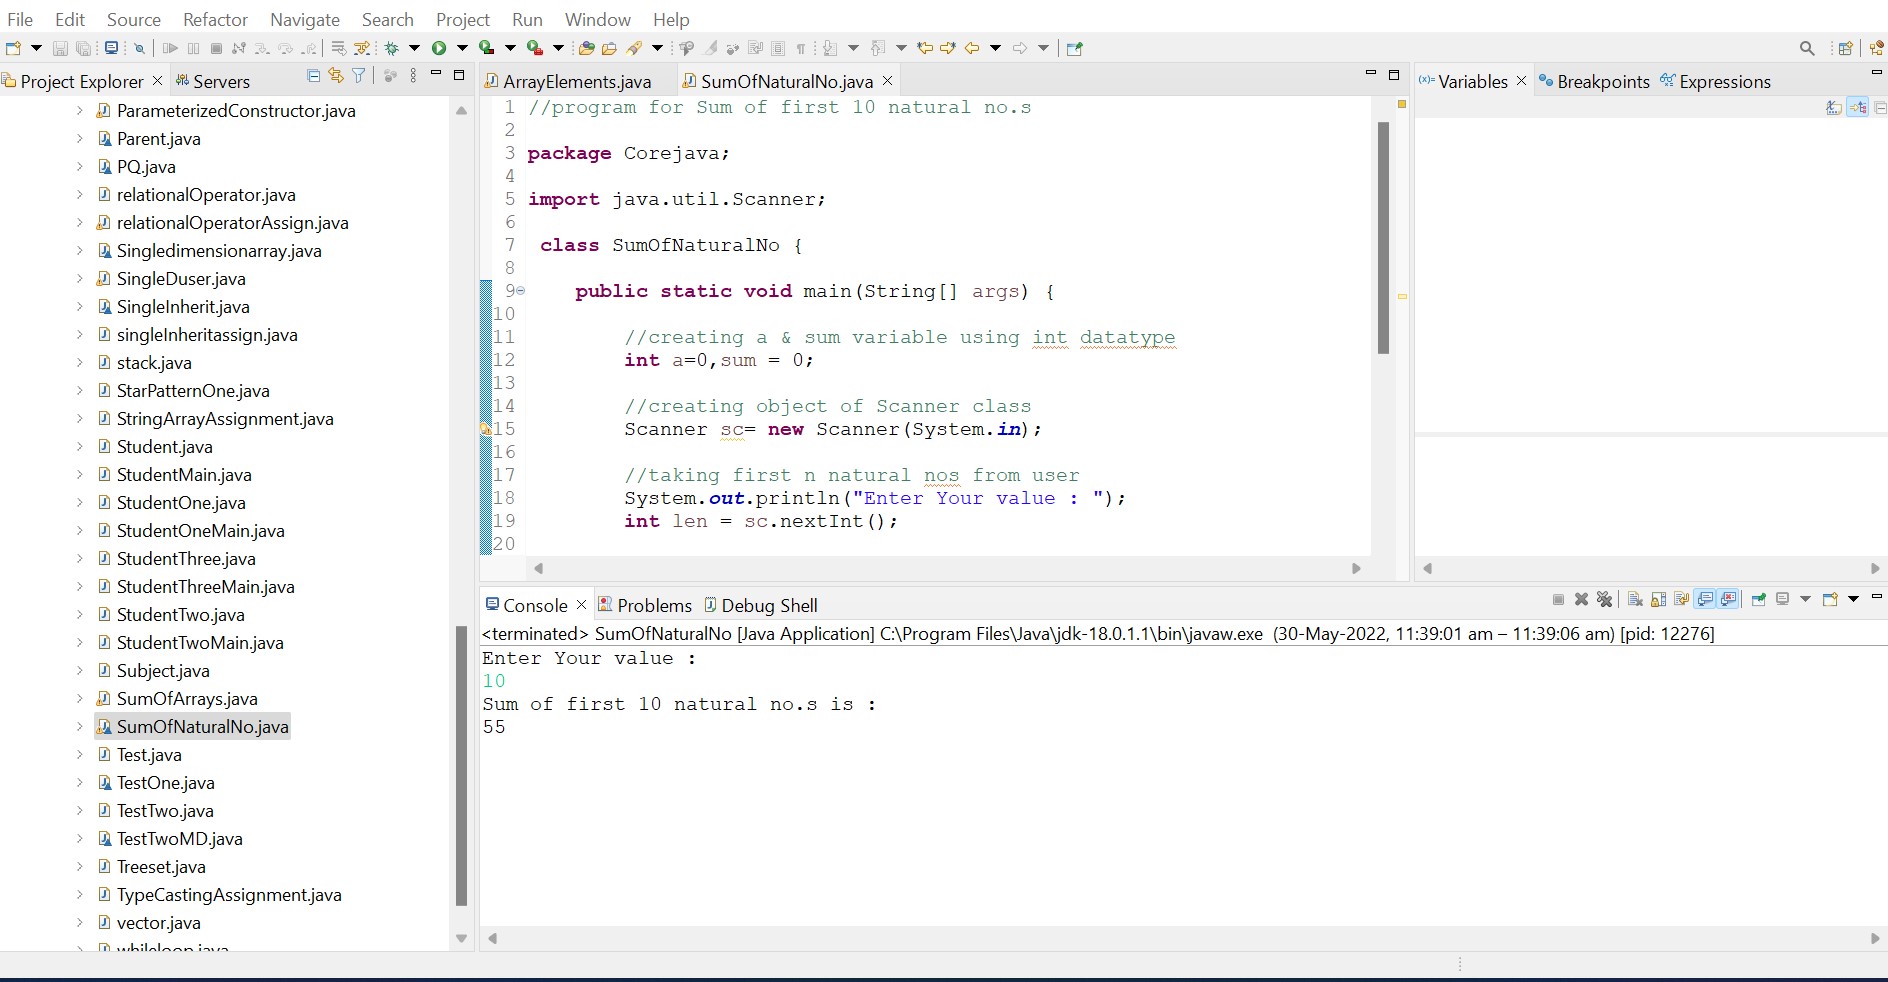 File Edit Source Refactor Navigate Search Project Run Window Help
Project Explorer
Servers
ParameterizedConstructor.java
Parent.java
PQ.java
relationalOperator.java
relationalOperatorAssign.java
Singledimensionarray.java
SingleDuser.java
SingleInherit.java
singleInheritassign.java
stack.java
StarPatternOne.java
StringArrayAssignment.java
Student.java
StudentMain.java
StudentOne.java
StudentOneMain.java
StudentThree.java
StudentThreeMain.java
StudentTwo.java
StudentTwoMain.java
Subject.java
SumOfArrays.java
SumOfNaturalNo.java
Test.java
TestOne.java
TestTwo.java
TestTwoMD.java
Treeset.java
TypeCastingAssignment.java
vector.java
whileloop.java
ArrayElements.java
SumOfNaturalNo.java
1 //program for Sum of first 10 natural no.s
2
3 package Corejava;
4
5 import java.util.Scanner;
6
7 class SumOfNaturalNo {
8
9 public static void main(String[] args) {
10
11 //creating a & sum variable using int datatype
12 int a=0,sum = 0;
13
14 //creating object of Scanner class
15 Scanner sc= new Scanner(System.in);
16
17 //taking first n natural nos from user
18 System.out.println("Enter Your value : ");
19 int len = sc.nextInt();
20
(x)= Variables
Breakpoints
Expressions
Console
Problems
Debug Shell
<terminated> SumOfNaturalNo [Java Application] C:\Program Files\Java\jdk-18.0.1.1\bin\javaw.exe (30-May-2022, 11:39:01 am – 11:39:06 am) [pid: 12276]
Enter Your value :
10
Sum of first 10 natural no.s is :
55